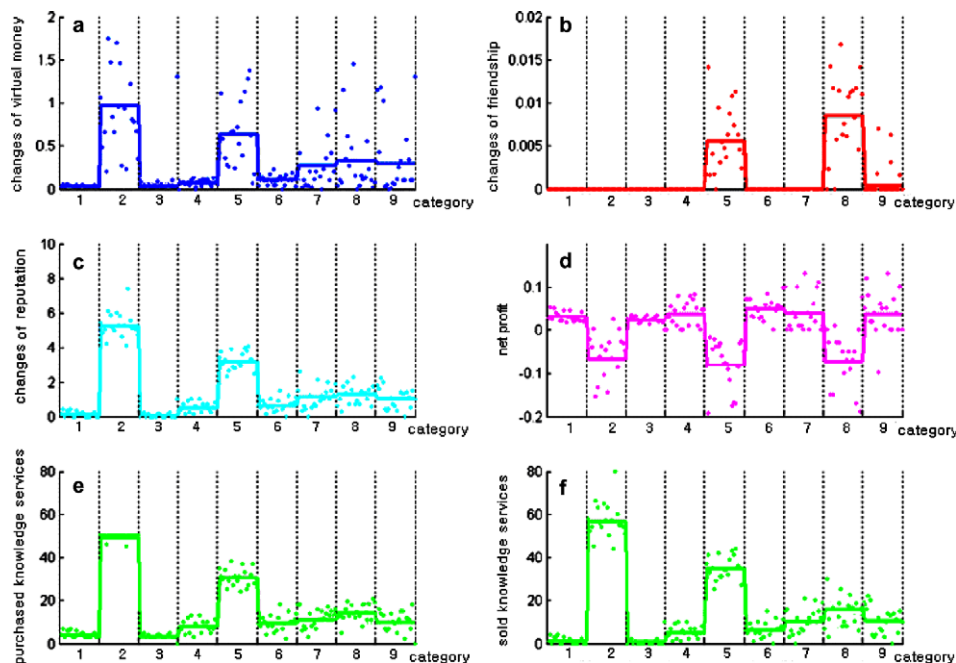 a
changes of virtual money
2
1.5
1
0.5
0
1 2 3 4 5 6 7 8 9 category
b
changes of friendship
0.02
0.015
0.01
0.005
0
1 2 3 4 5 6 7 8 9 category
c
changes of reputation
10
8
6
4
2
0
1 2 3 4 5 6 7 8 9 category
d
net profit
0.1
0
-0.1
-0.2
1 2 3 4 5 6 7 8 9 category
e
purchased knowledge services
80
60
40
20
0
1 2 3 4 5 6 7 8 9 category
f
sold knowledge services
80
60
40
20
0
1 2 3 4 5 6 7 8 9 category